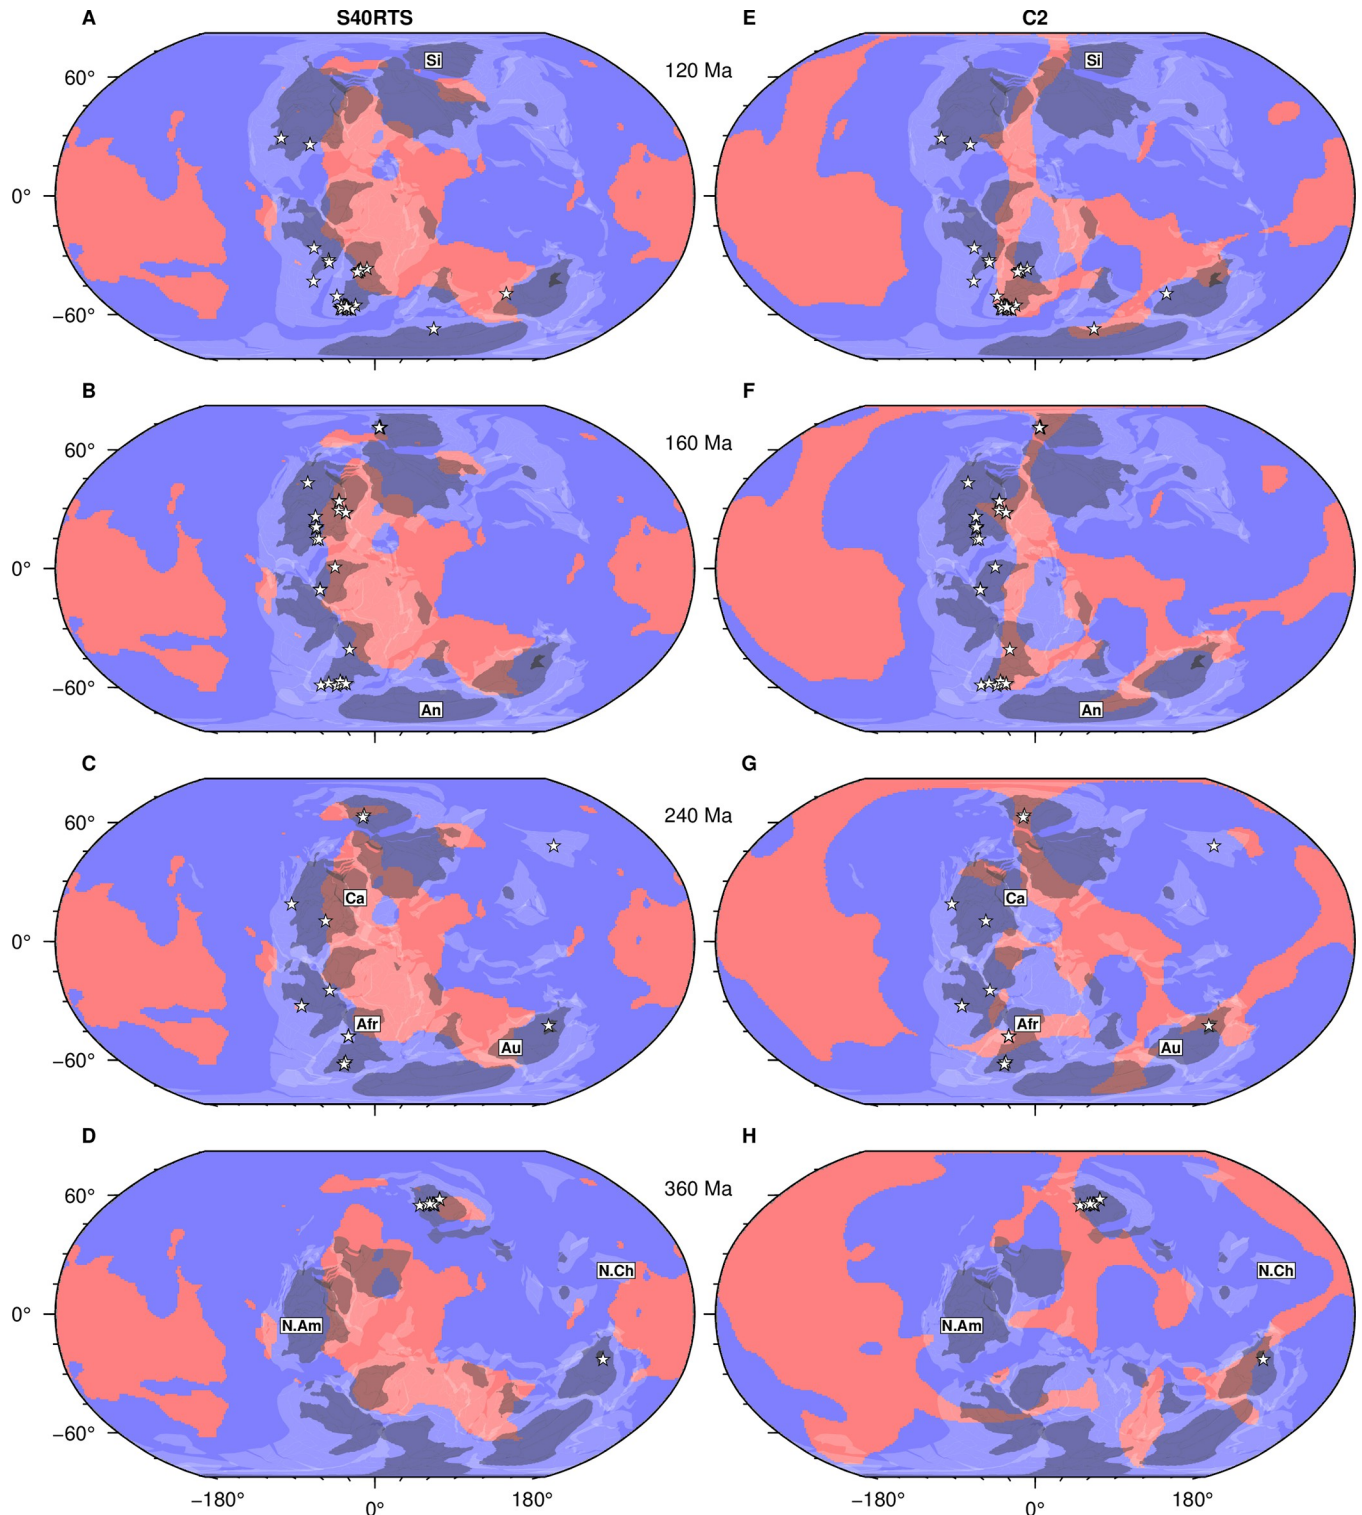 A S40RTS E C2
Si Si
60° 120 Ma
0°
−60°
B F
60° 160 Ma
0°
−60°
An An
C G
60° 240 Ma
Ca Ca
0°
Afr Afr
Au Au
−60°
D H
60° 360 Ma
N.Ch N.Ch
0°
N.Am N.Am
−60°
−180° 0° 180° −180° 0° 180°